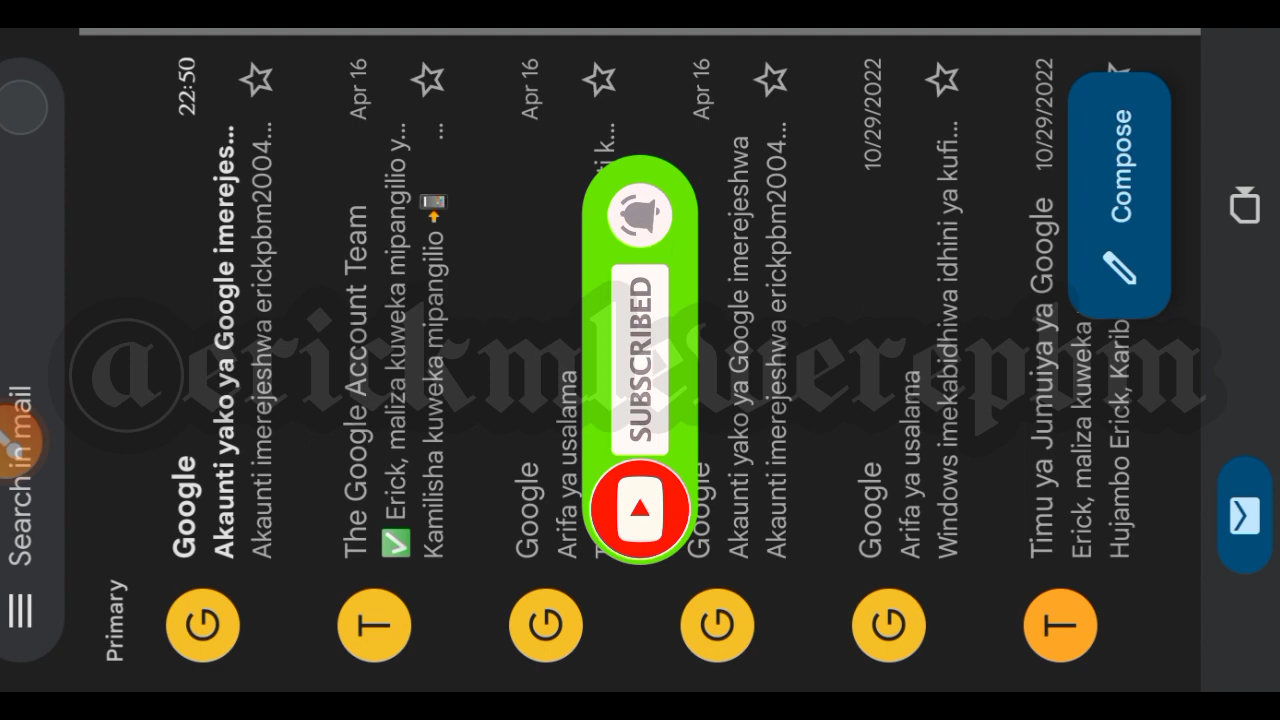 Search in mail
Primary
Google 22:50
Akaunti yako ya Google imerejes...
Akaunti imerejeshwa erickpbm2004...
The Google Account Team Apr 16
✅ Erick, maliza kuweka mipangilio y...
Kamilisha kuweka mipangilio ...
Google Apr 16
Arifa ya usalama
k...
Google Apr 16
Akaunti yako ya Google imerejeshwa
Akaunti imerejeshwa erickpbm2004...
Google 10/29/2022
Arifa ya usalama
Windows imekabidhiwa idhini ya kufi...
Timu ya Jumuiya ya Google 10/29/2022
Erick, maliza kuweka
Hujambo Erick, Karib
Compose
SUBSCRIBED
G
T
G
G
G
T